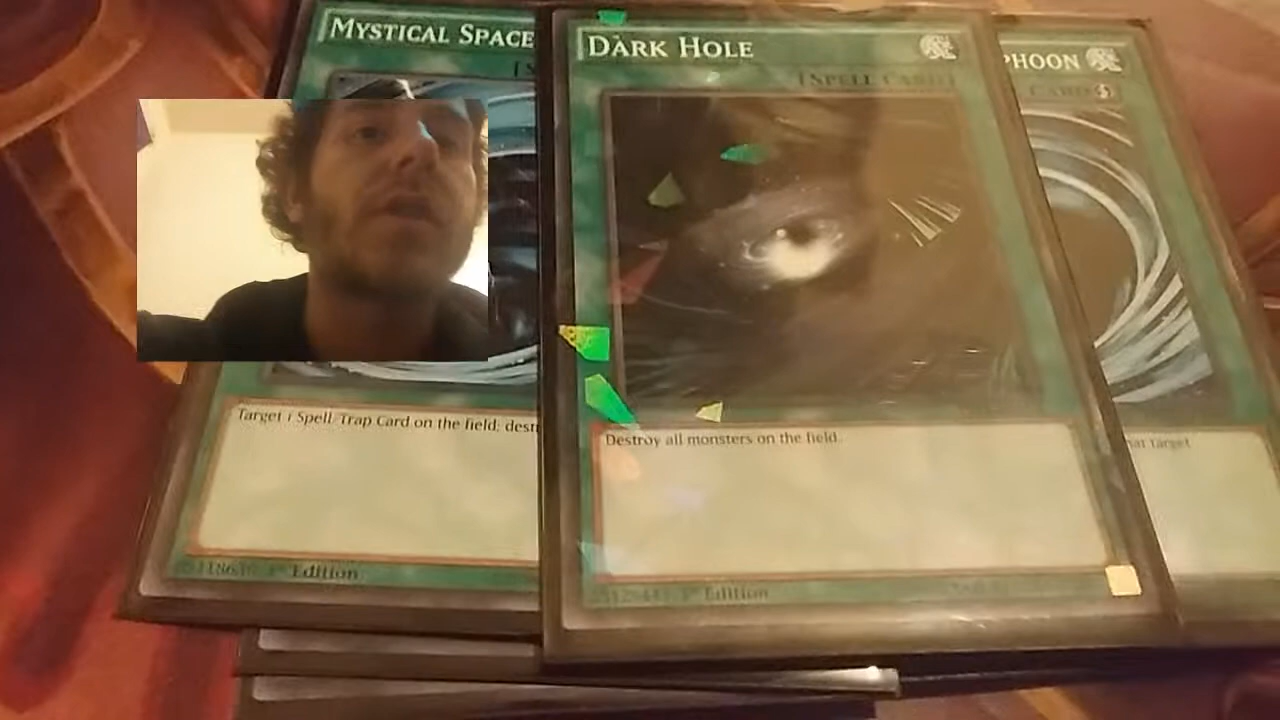 MYSTICAL SPACE
DARK HOLE
PHOON
[SPELL CARD]
CARD
Target 1 Spell Trap Card on the field; dest
Destroy all monsters on the field.
hat target
1st Edition
1st Edition